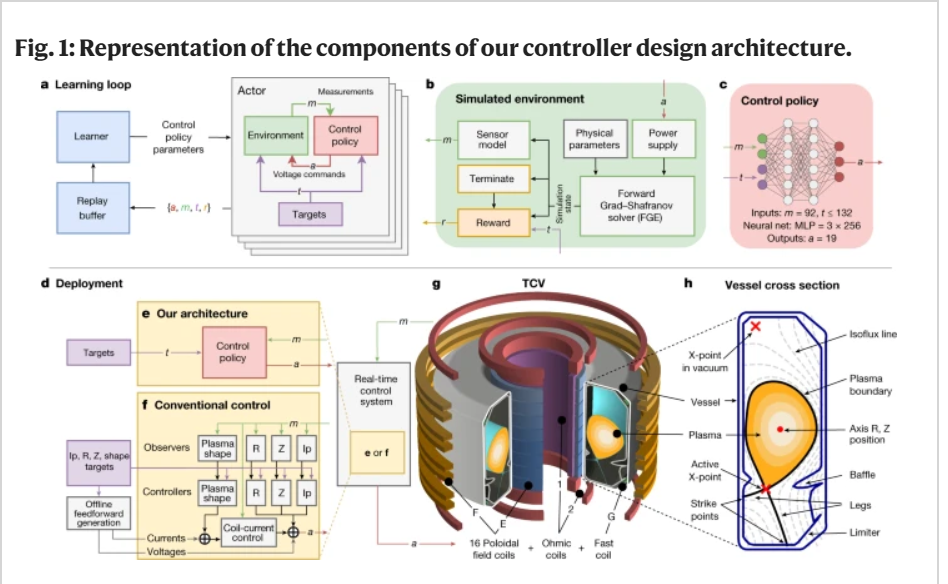 Fig. 1: Representation of the components of our controller design architecture.
a Learning loop
Learner
Replay
buffer
Control
policy
parameters
{a, m, t, r}
Actor
Measurements
m
Environment
Control
policy
a
Voltage commands
t
Targets
b
Simulated environment
a
m
Sensor
model
Physical
parameters
Power
supply
Terminate
r
Reward
t
Simulation
state
Forward
Grad–Shafranov
solver (FGE)
c
Control policy
m
t
a
Inputs: m = 92, t ≤ 132
Neural net: MLP = 3 × 256
Outputs: a = 19
d Deployment
e Our architecture
Targets
t
Control
policy
m
a
m
Real-time
control
system
e or f
a
f Conventional control
m
Observers
Plasma
shape
R
Z
Ip
Ip, R, Z, shape
targets
Controllers
Plasma
shape
R
Z
Ip
Offline
feedforward
generation
Coil-current
control
a
Currents
Voltages
g
TCV
Vessel
Plasma
F
E
1
2
G
16 Poloidal
field coils
+
Ohmic
coils
+
Fast
coil
h
Vessel cross section
X-point
in vacuum
Isoflux line
Plasma
boundary
Axis R, Z
position
Active
X-point
Baffle
Strike
points
Legs
Limiter